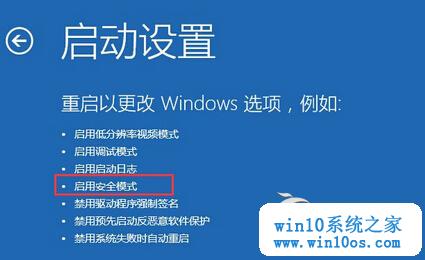 启动设置
重启以更改 Windows 选项，例如:
启用低分辨率视频模式
启用调试模式
启用启动日志
启用安全模式
禁用驱动程序强制签名
禁用预先启动反恶意软件保护
禁用系统失败时自动重启
win10系统之家
www.win10os.com